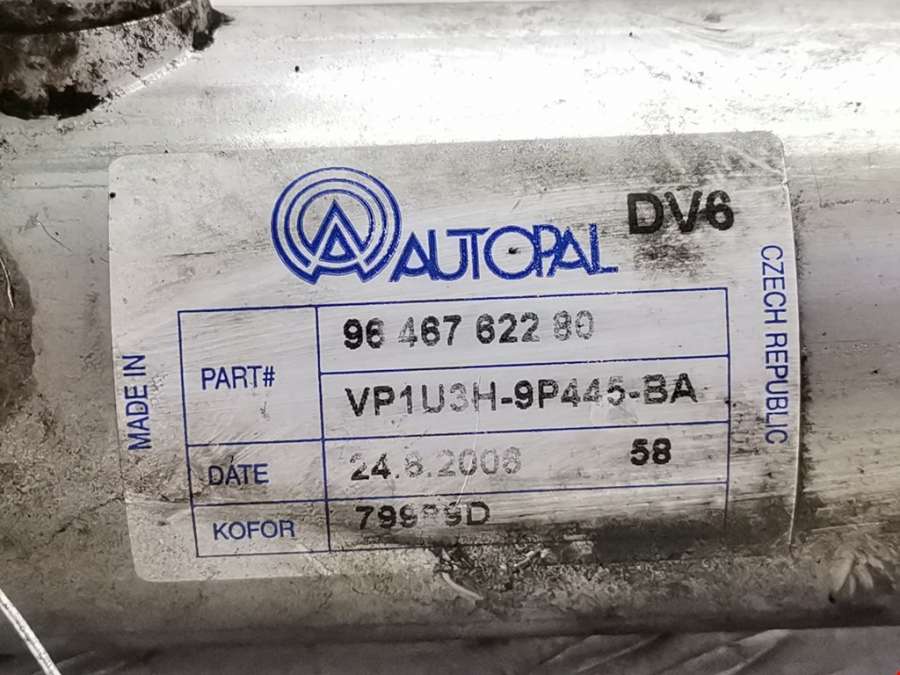 AUTOPAL
DV6
MADE IN
CZECH REPUBLIC
PART#
96 467 622 80
VP1U3H-9P445-BA
DATE
58
KOFOR